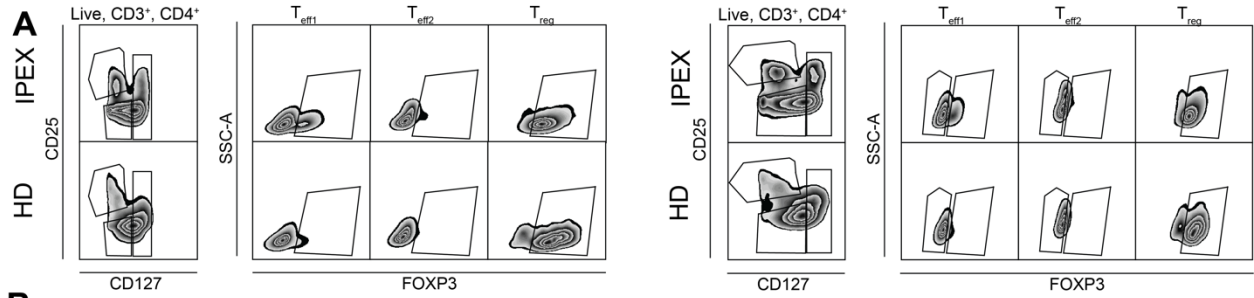 A
Live, CD3⁺, CD4⁺ T_eff1 T_eff2 T_reg Live, CD3⁺, CD4⁺ T_eff1 T_eff2 T_reg
IPEX IPEX
CD25 SSC-A CD25 SSC-A
HD HD
CD127 FOXP3 CD127 FOXP3